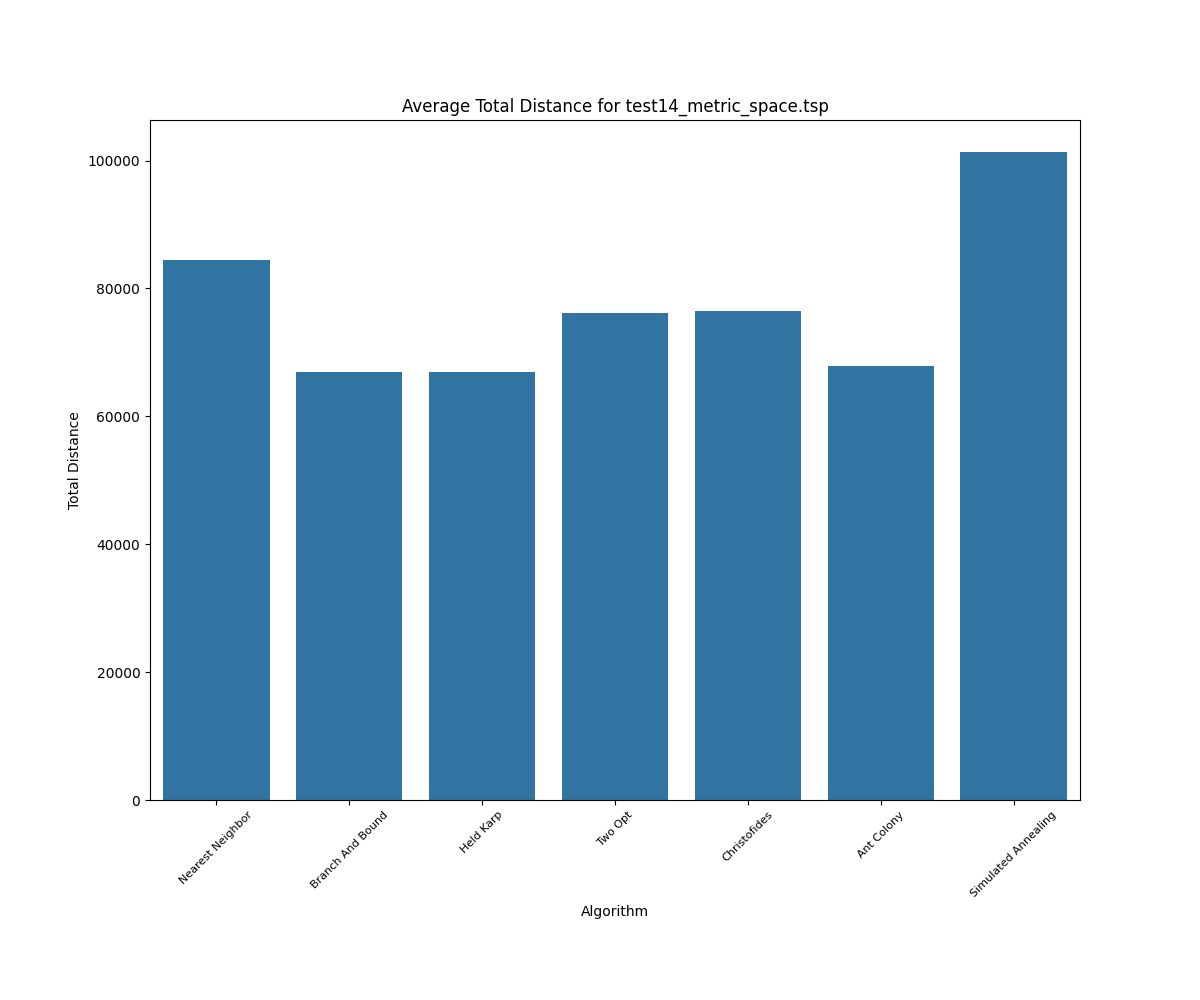 Average Total Distance for test14_metric_space.tsp
100000
80000
60000
40000
20000
0
Total Distance
Nearest Neighbor
Branch And Bound
Held Karp
Two Opt
Christofides
Ant Colony
Simulated Annealing
Algorithm